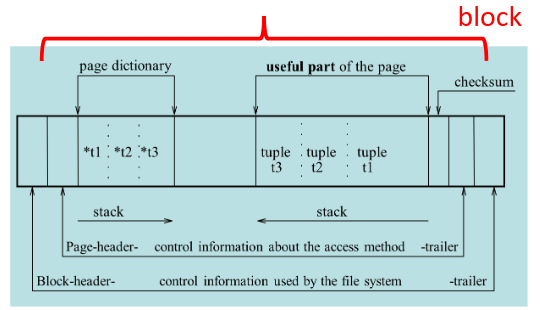 block
page dictionary
useful part of the page
checksum
*t1 *t2 *t3
tuple tuple tuple
t3 t2 t1
stack stack
Page-header- control information about the access method -trailer
Block-header- control information used by the file system -trailer